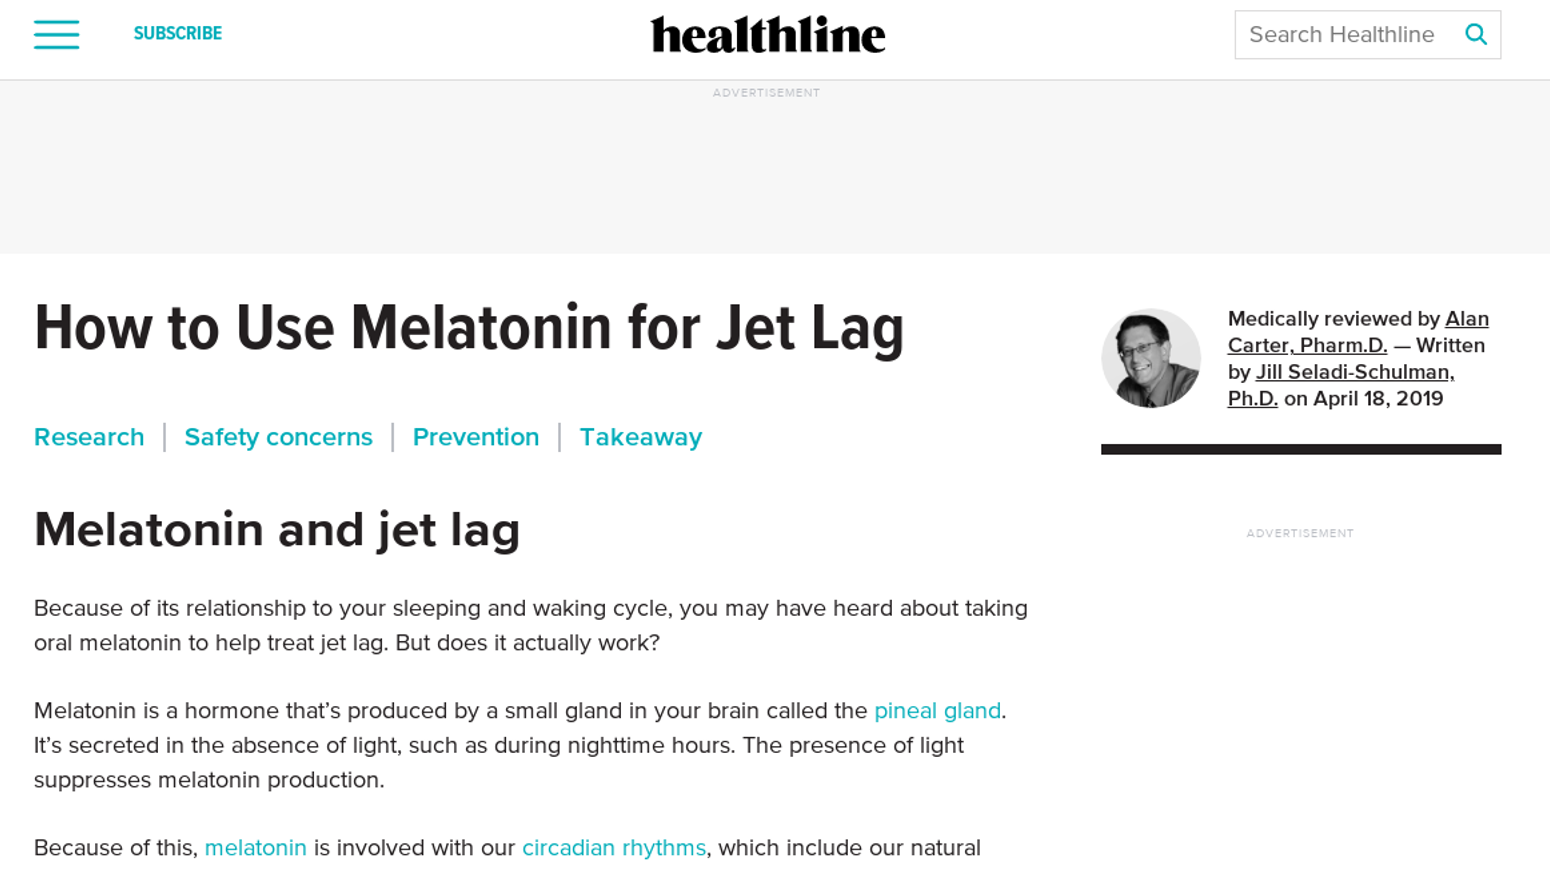 SUBSCRIBE
healthline
Search Healthline
ADVERTISEMENT
How to Use Melatonin for Jet Lag
Medically reviewed by Alan
Carter, Pharm.D. — Written
by Jill Seladi-Schulman,
Ph.D. on April 18, 2019
Research | Safety concerns | Prevention | Takeaway
Melatonin and jet lag
ADVERTISEMENT
Because of its relationship to your sleeping and waking cycle, you may have heard about taking
oral melatonin to help treat jet lag. But does it actually work?
Melatonin is a hormone that’s produced by a small gland in your brain called the pineal gland.
It’s secreted in the absence of light, such as during nighttime hours. The presence of light
suppresses melatonin production.
Because of this, melatonin is involved with our circadian rhythms, which include our natural